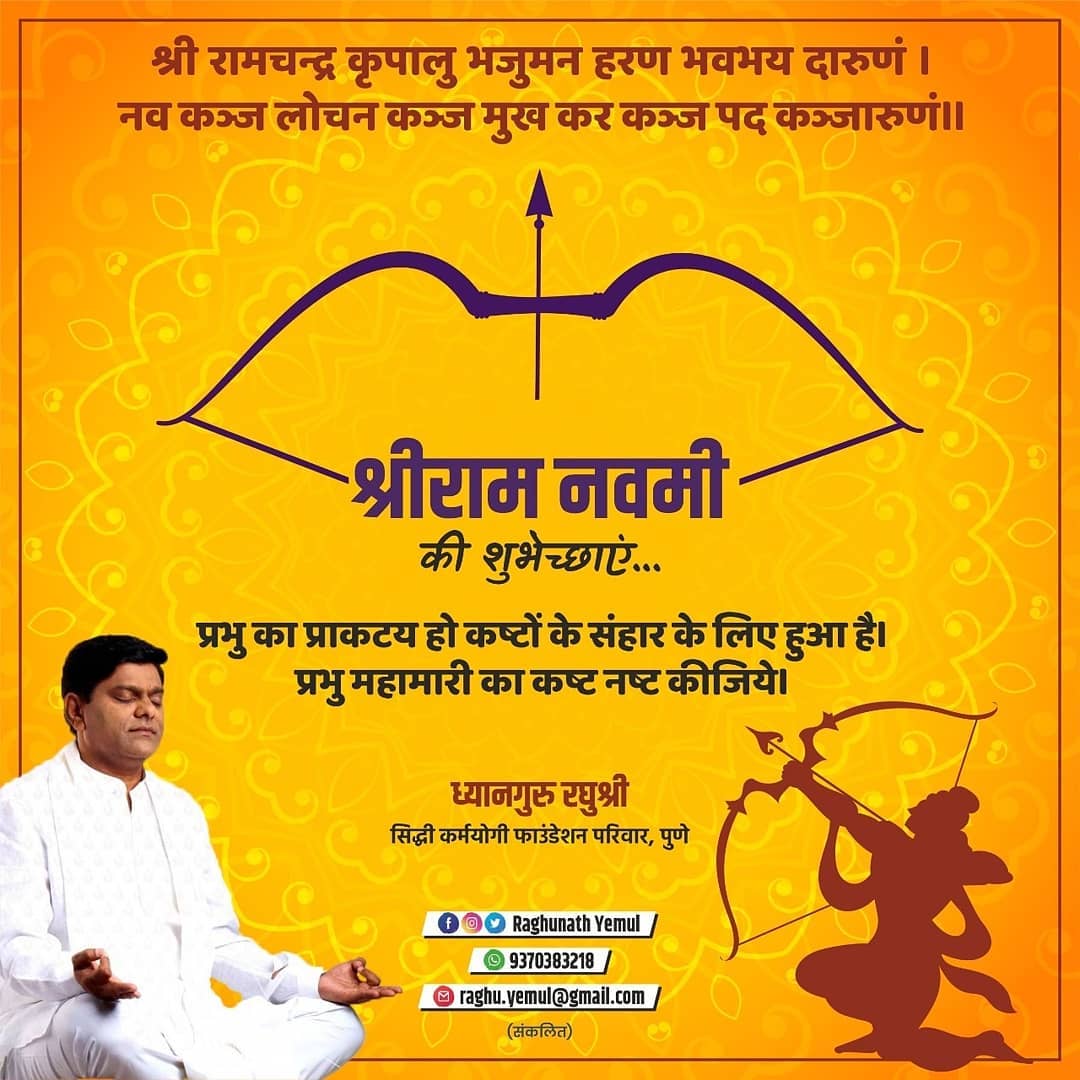 श्री रामचन्द्र कृपालु भजुमन हरण भवभय दारुणं ।
नव कञ्ज लोचन कञ्ज मुख कर कञ्ज पद कञ्जारुणं॥
श्रीराम नवमी
की शुभेच्छाएं...
प्रभु का प्राकटय हो कष्टों के संहार के लिए हुआ है।
प्रभु महामारी का कष्ट नष्ट कीजिये।
ध्यानगुरु रघुश्री
सिद्धी कर्मयोगी फाउंडेशन परिवार, पुणे
Raghunath Yemul
9370383218
raghu.yemul@gmail.com
(संकलित)